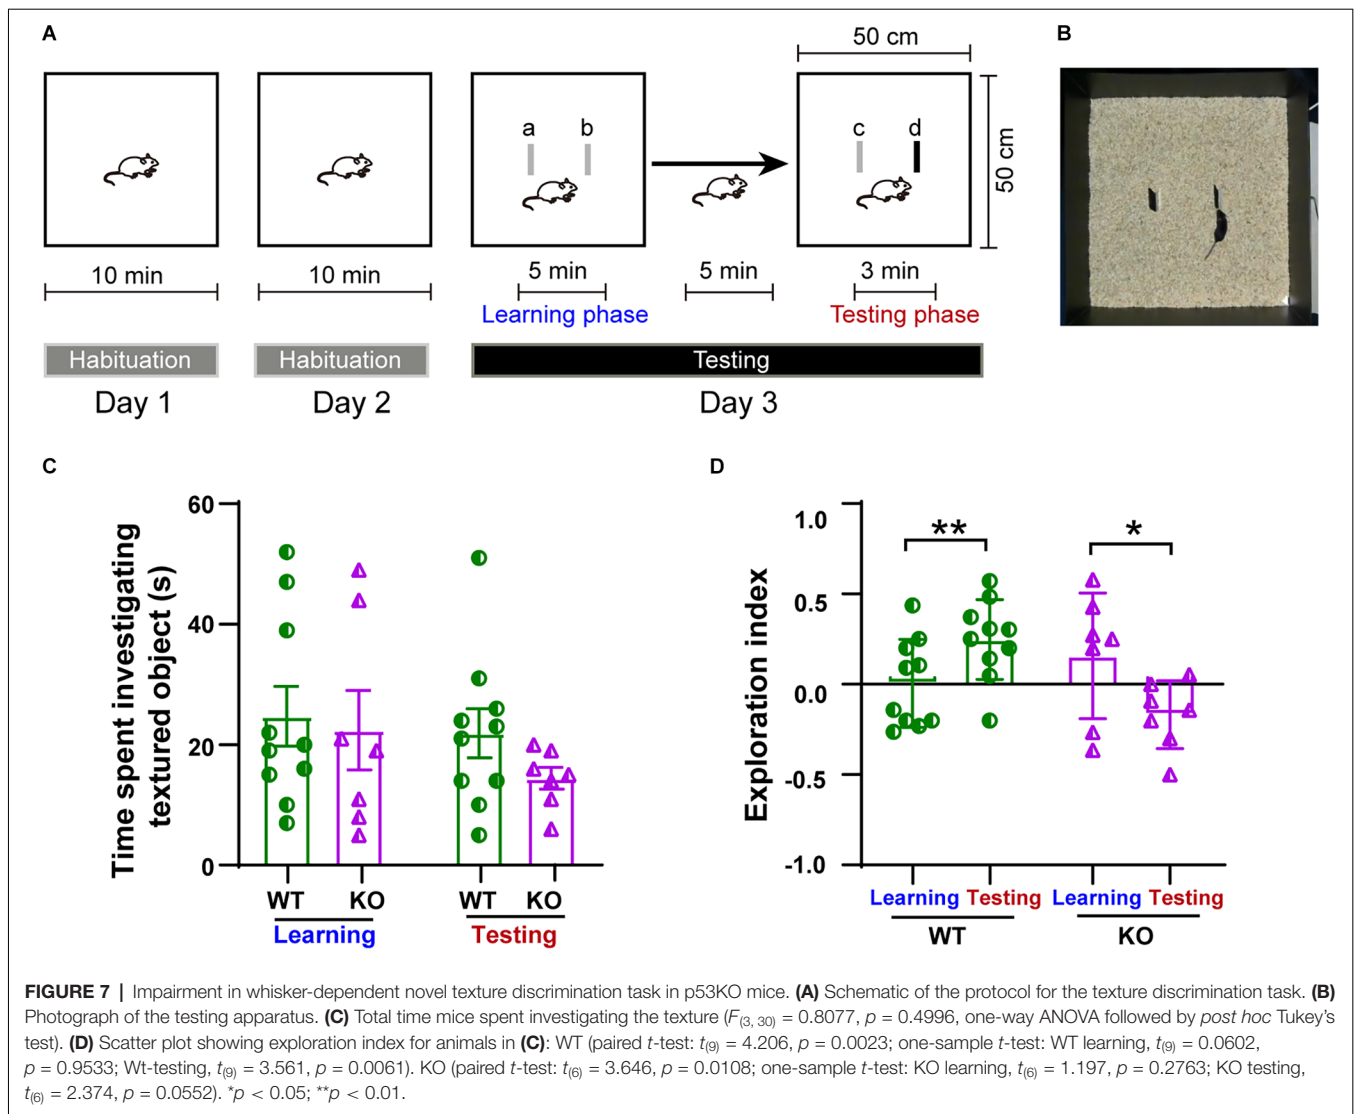 A
B
50 cm
a b
c d
50 cm
10 min
10 min
5 min
5 min
3 min
Learning phase
Testing phase
Habituation
Habituation
Testing
Day 1
Day 2
Day 3
C
Time spent investigating
textured object (s)
60
40
20
0
WT KO WT KO
Learning Testing
D
Exploration index
1.0
0.5
0.0
-0.5
-1.0
** *
Learning Testing Learning Testing
WT KO
FIGURE 7 | Impairment in whisker-dependent novel texture discrimination task in p53KO mice. (A) Schematic of the protocol for the texture discrimination task. (B)
Photograph of the testing apparatus. (C) Total time mice spent investigating the texture (F(3, 30) = 0.8077, p = 0.4996, one-way ANOVA followed by post hoc Tukey's
test). (D) Scatter plot showing exploration index for animals in (C): WT (paired t-test: t(9) = 4.206, p = 0.0023; one-sample t-test: WT learning, t(9) = 0.0602,
p = 0.9533; Wt-testing, t(9) = 3.561, p = 0.0061). KO (paired t-test: t(6) = 3.646, p = 0.0108; one-sample t-test: KO learning, t(6) = 1.197, p = 0.2763; KO testing,
t(6) = 2.374, p = 0.0552). *p < 0.05; **p < 0.01.